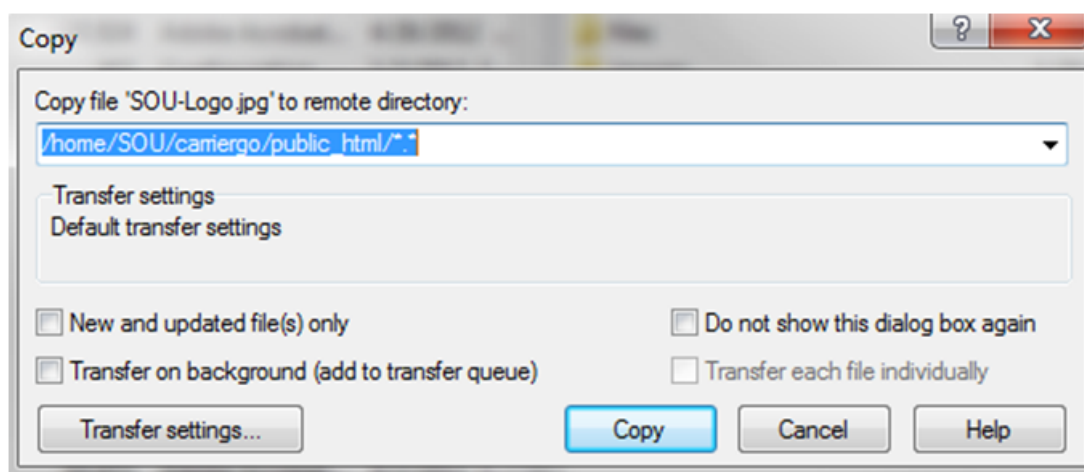 Copy
Copy file 'SOU-Logo.jpg' to remote directory:
/home/SOU/carriergo/public_html/*.*
Transfer settings
Default transfer settings
New and updated file(s) only
Do not show this dialog box again
Transfer on background (add to transfer queue)
Transfer each file individually
Transfer settings...
Copy
Cancel
Help